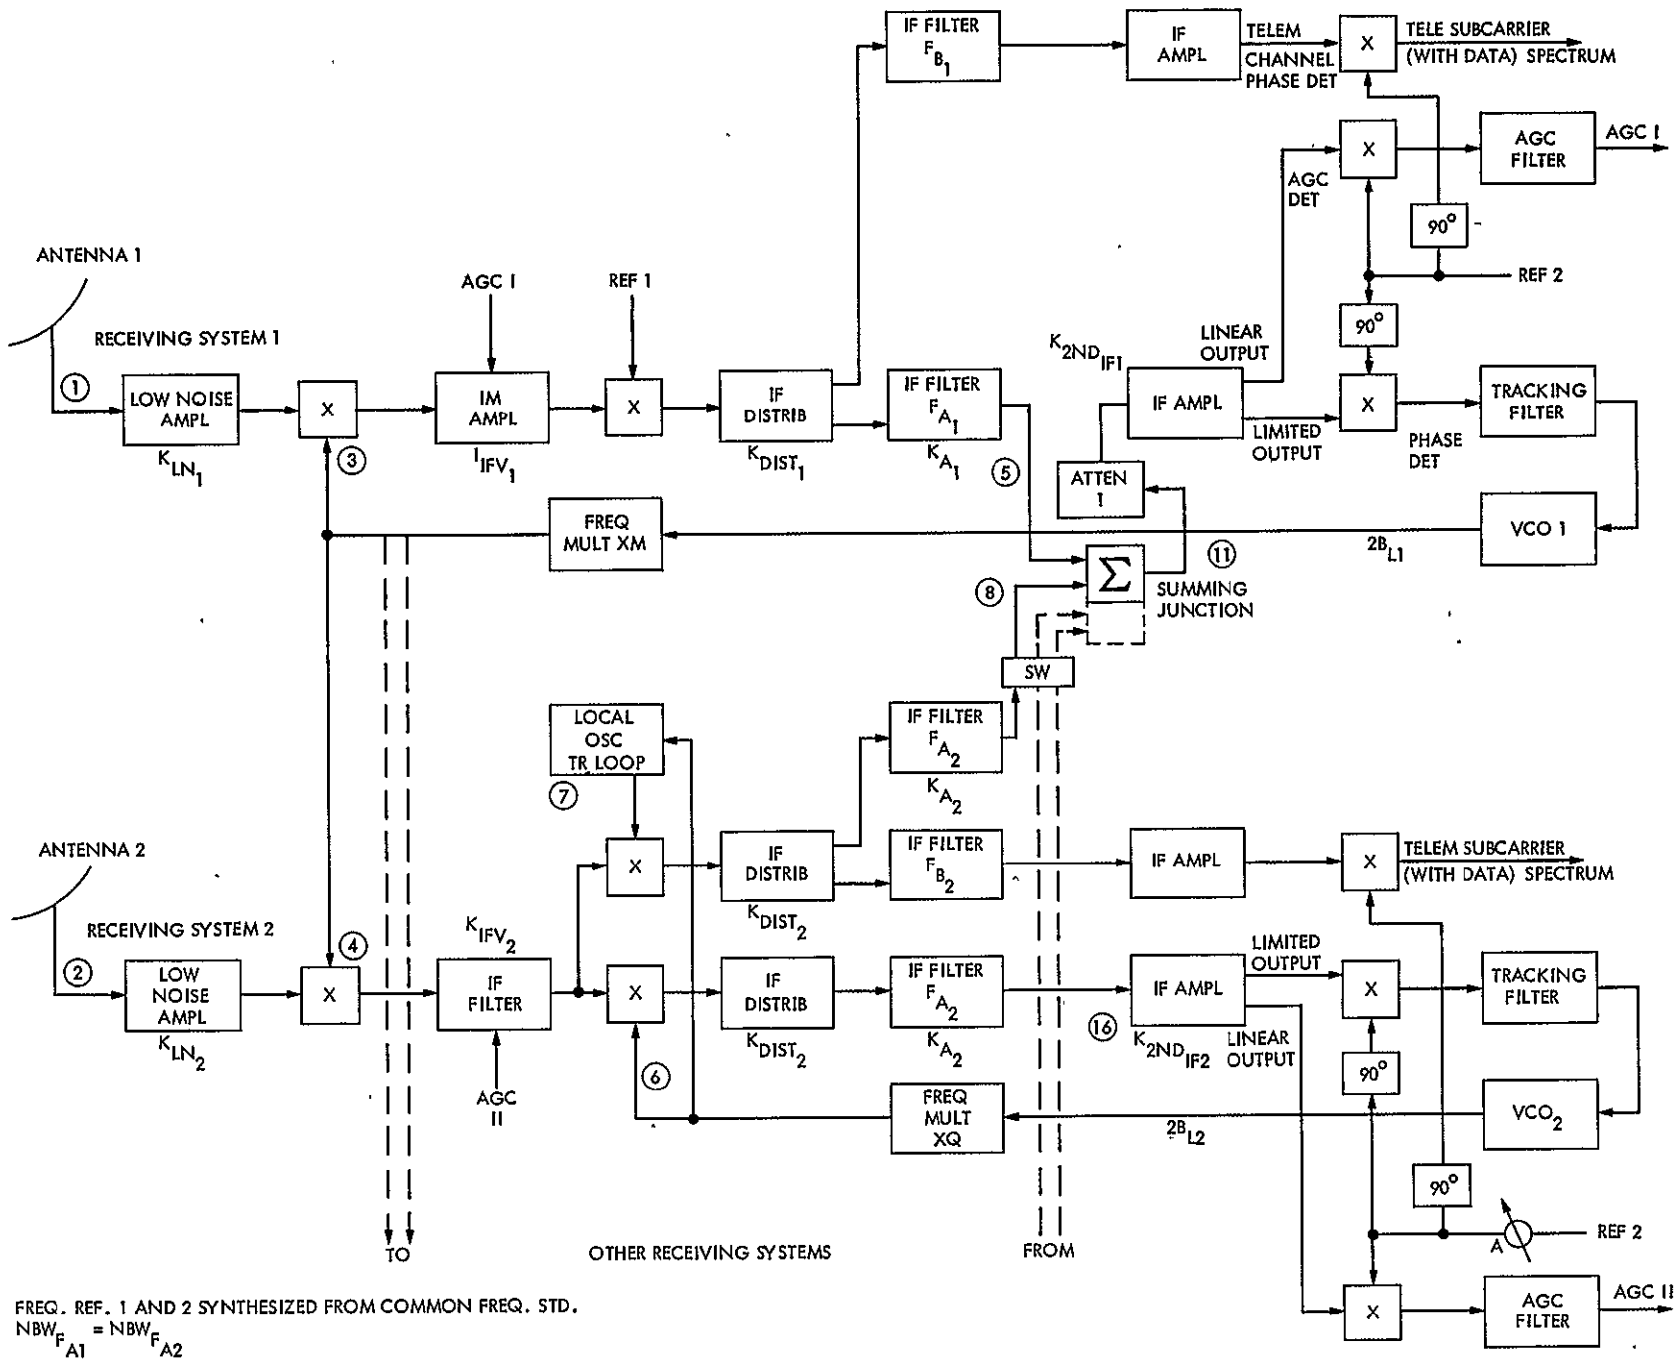 IF FILTER
F_B1
IF
AMPL
TELEM
CHANNEL
PHASE DET
X
TELE SUBCARRIER
(WITH DATA) SPECTRUM
AGC
DET
X
AGC
FILTER
AGC I
90°
REF 2
90°
ANTENNA 1
RECEIVING SYSTEM 1
1
LOW NOISE
AMPL
K_LN1
X
3
AGC I
IM
AMPL
I_IFV1
REF 1
X
IF
DISTRIB
K_DIST1
IF FILTER
F_A1
K_A1
5
K_2ND_IF1
IF AMPL
LINEAR
OUTPUT
LIMITED
OUTPUT
ATTEN
1
X
PHASE
DET
TRACKING
FILTER
FREQ
MULT XM
2B_L1
VCO 1
Σ
11
8
SUMMING
JUNCTION
SW
LOCAL
OSC
TR LOOP
7
IF FILTER
F_A2
K_A2
ANTENNA 2
RECEIVING SYSTEM 2
2
LOW
NOISE
AMPL
K_LN2
X
4
K_IFV2
IF
FILTER
AGC
II
X
IF
DISTRIB
K_DIST2
IF FILTER
F_B2
IF AMPL
X
TELEM SUBCARRIER
(WITH DATA) SPECTRUM
X
6
IF
DISTRIB
K_DIST2
IF FILTER
F_A2
K_A2
16
IF AMPL
K_2ND_IF2
LIMITED
OUTPUT
LINEAR
OUTPUT
X
TRACKING
FILTER
90°
FREQ
MULT
XQ
2B_L2
VCO_2
90°
A
REF 2
TO
OTHER RECEIVING SYSTEMS
FROM
X
AGC
FILTER
AGC II
FREQ. REF. 1 AND 2 SYNTHESIZED FROM COMMON FREQ. STD.
NBW_F_A1 = NBW_F_A2